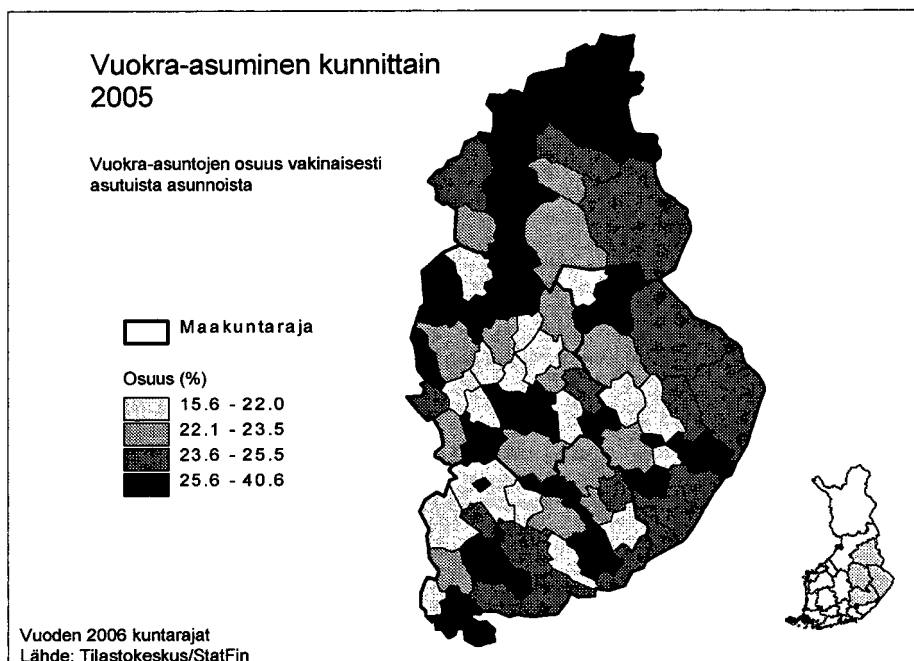 Vuokra-asuminen kunnittain
2005
Vuokra-asuntojen osuus vakinaisesti
asutuista asunnoista
Maakuntaraja
Osuus (%)
15.6 - 22.0
22.1 - 23.5
23.6 - 25.5
25.6 - 40.6
Vuoden 2006 kuntarajat
Lähde: Tilastokeskus/StatFin